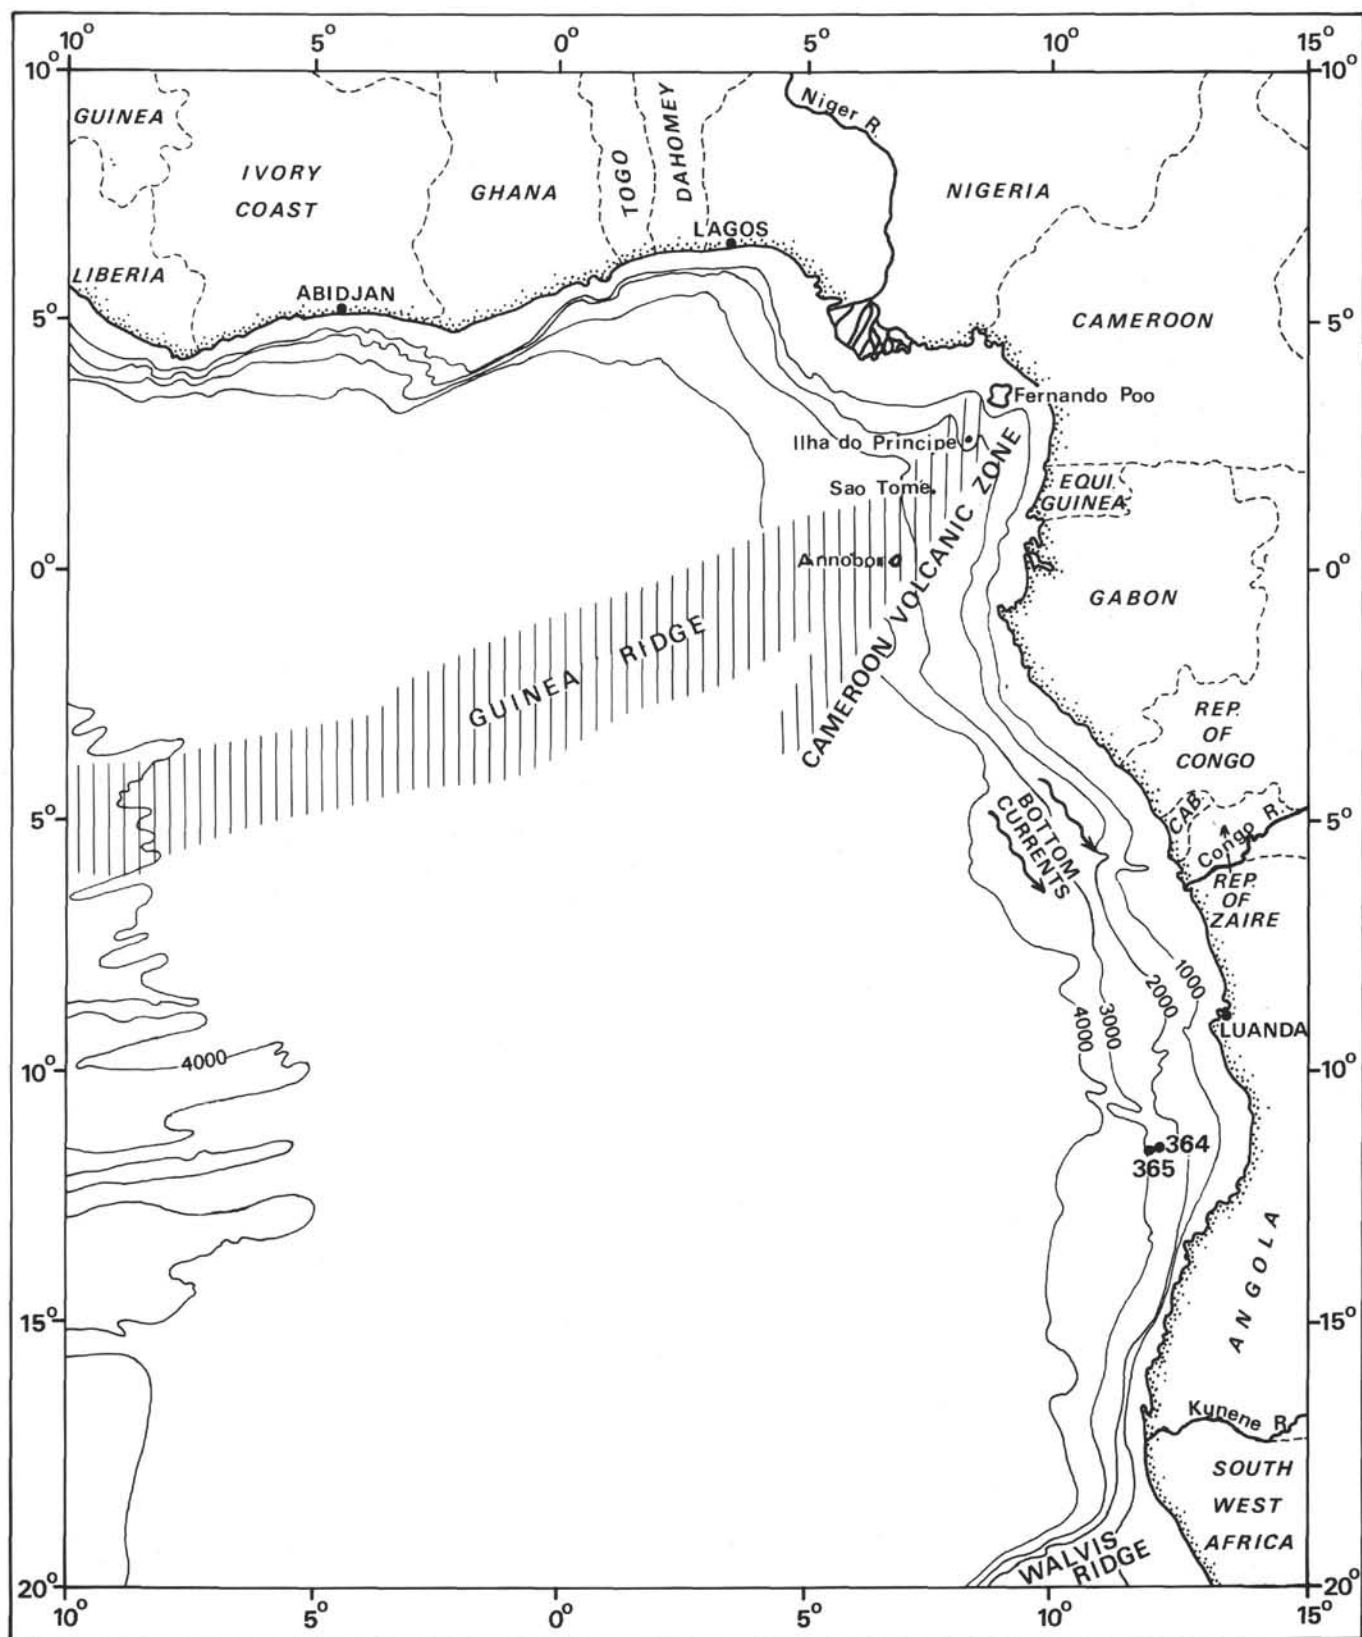 10° 5° 0° 5° 10° 15°
10° 10°
Niger R.
GUINEA
IVORY
COAST
GHANA
TOGO
DAHOMEY
NIGERIA
LAGOS
LIBERIA
ABIDJAN
5° 5°
CAMEROON
Fernando Poo
Ilha do Principe
Sao Tome
EQUI.
GUINEA
Annobon
0° 0°
GABON
CAMEROON VOLCANIC ZONE
GUINEA RIDGE
REP.
OF
CONGO
BOTTOM
CURRENTS
CAB.
Congo R.
5° 5°
REP.
OF
ZAIRE
1000
2000
3000
4000
LUANDA
4000
10° 10°
364
365
ANGOLA
15° 15°
Kunene R.
SOUTH
WEST
AFRICA
WALVIS
RIDGE
20° 20°
10° 5° 0° 5° 10° 15°